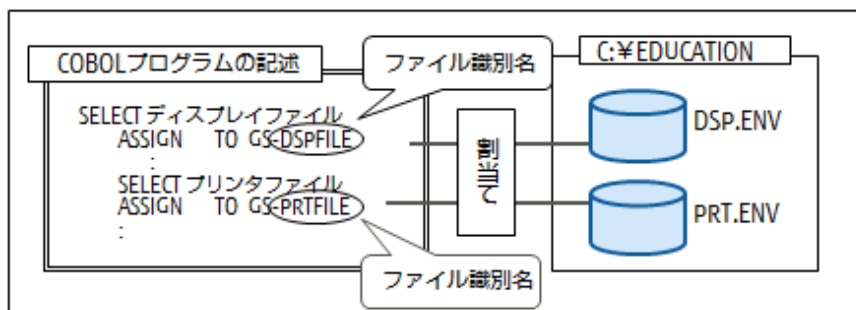 COBOLプログラムの記述
ファイル識別名
C:¥EDUCATION
SELECT ディスプレイファイル
ASSIGN TO GS-DSPFILE
:
SELECT プリンタファイル
ASSIGN TO GS-PRTFILE
:
割当て
DSP.ENV
PRT.ENV
ファイル識別名